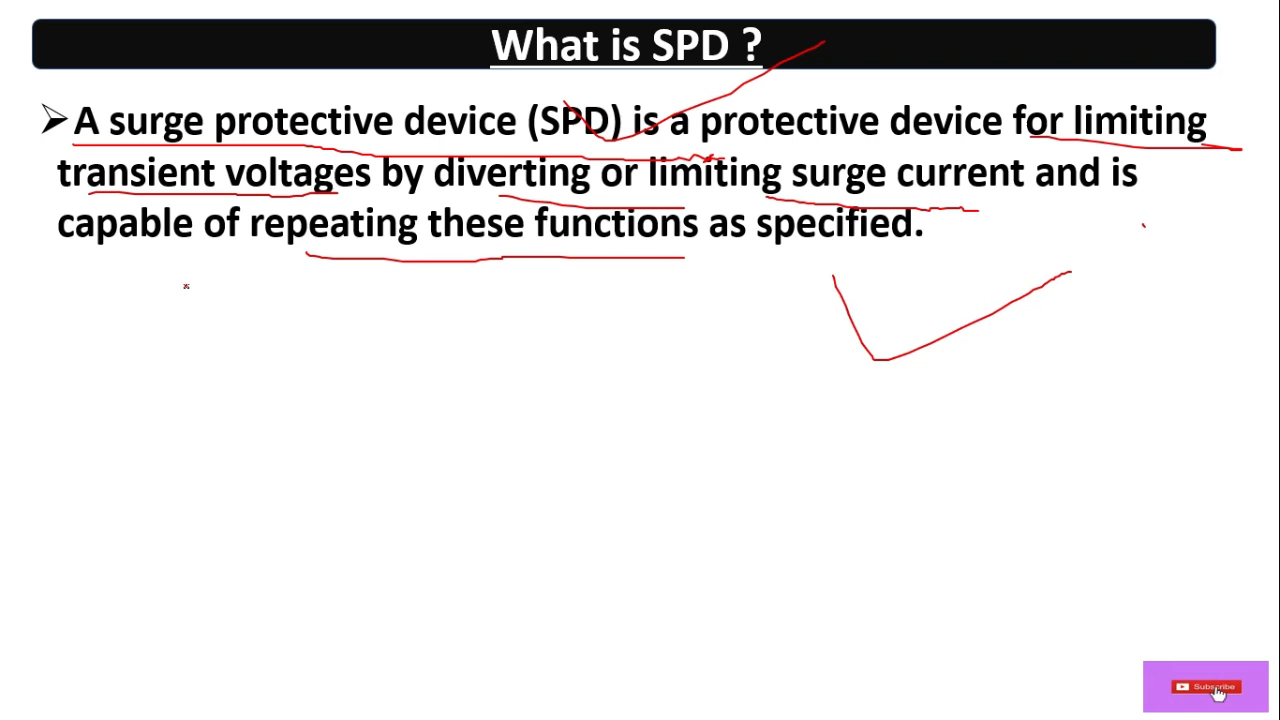 What is SPD ?
➢A surge protective device (SPD) is a protective device for limiting
transient voltages by diverting or limiting surge current and is
capable of repeating these functions as specified.
Subscribe